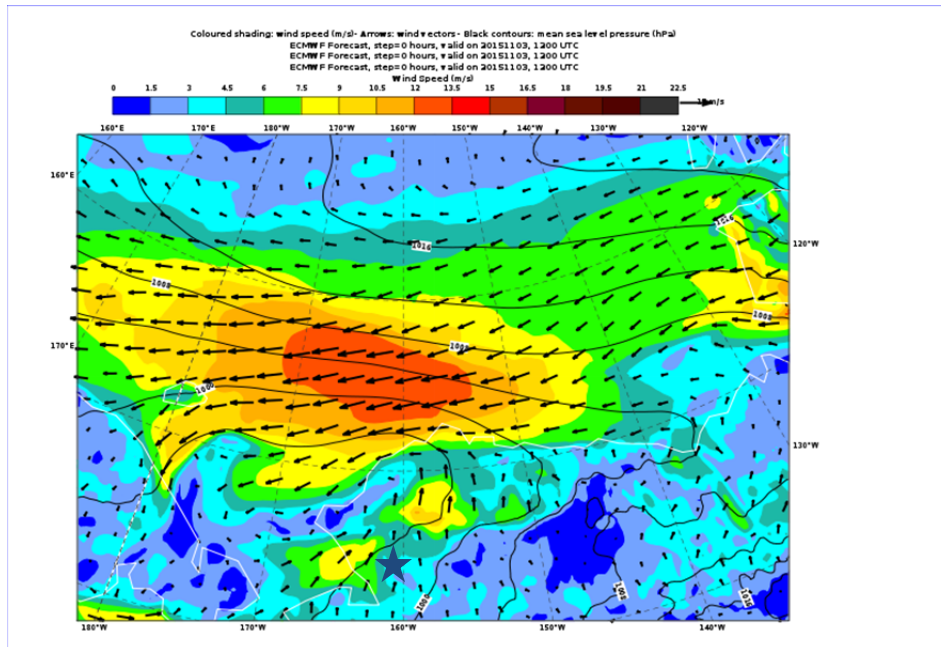 Coloured shading: wind speed (m/s)- Arrows: wind vectors - Black contours: mean sea level pressure (hPa)
ECMWF Forecast, step=0 hours, valid on 20151103, 1200 UTC
ECMWF Forecast, step=0 hours, valid on 20151103, 1200 UTC
ECMWF Forecast, step=0 hours, valid on 20151103, 1200 UTC
Wind Speed (m/s)
0 1.5 3 4.5 6 7.5 9 10.5 12 13.5 15 16.5 18 19.5 21 22.5
m/s
160°E 170°E 180°W 170°W 160°W 150°W 140°W 130°W 120°W
160°E
1016
1016
120°W
1008
1008
170°E
1008
1000
130°W
1000
1008
1016
180°W 170°W 160°W 150°W 140°W